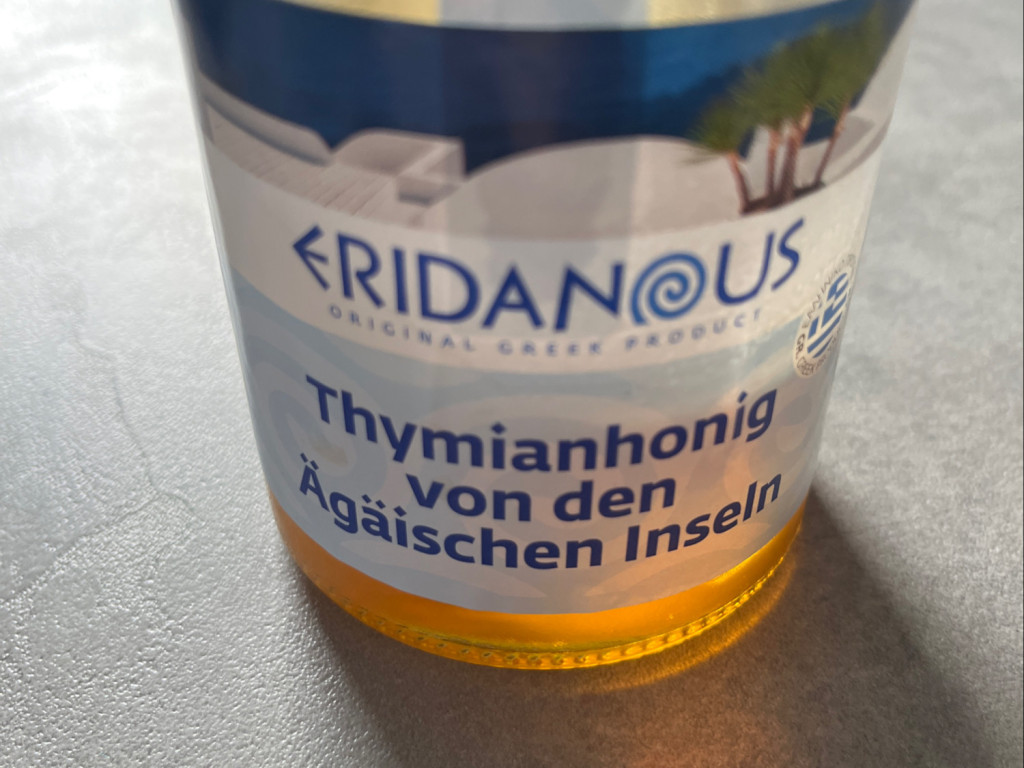 ERIDANOUS
ORIGINAL GREEK PRODUCT
Thymianhonig
von den
Ägäischen Inseln